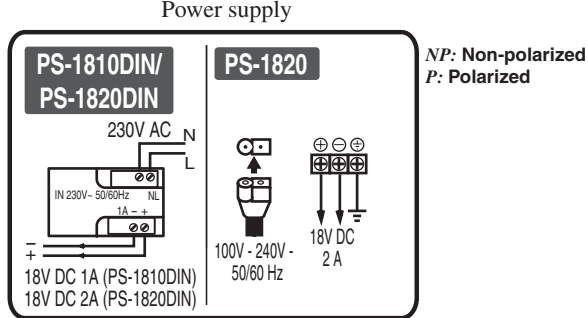 Power supply
PS-1810DIN/
PS-1820DIN
230V AC
N
L
IN 230V~ 50/60Hz
NL
1A - +
-
+
18V DC 1A (PS-1810DIN)
18V DC 2A (PS-1820DIN)
PS-1820
100V - 240V -
50/60 Hz
+ -
18V DC
2 A
NP: Non-polarized
P: Polarized